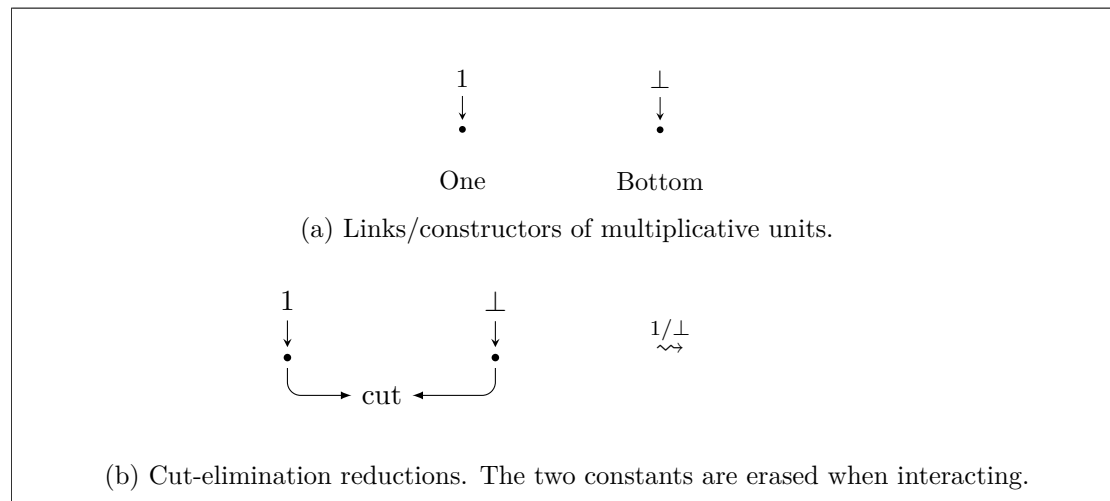 1 ⊥
One Bottom
(a) Links/constructors of multiplicative units.
1 ⊥
1/⊥
cut
(b) Cut-elimination reductions. The two constants are erased when interacting.